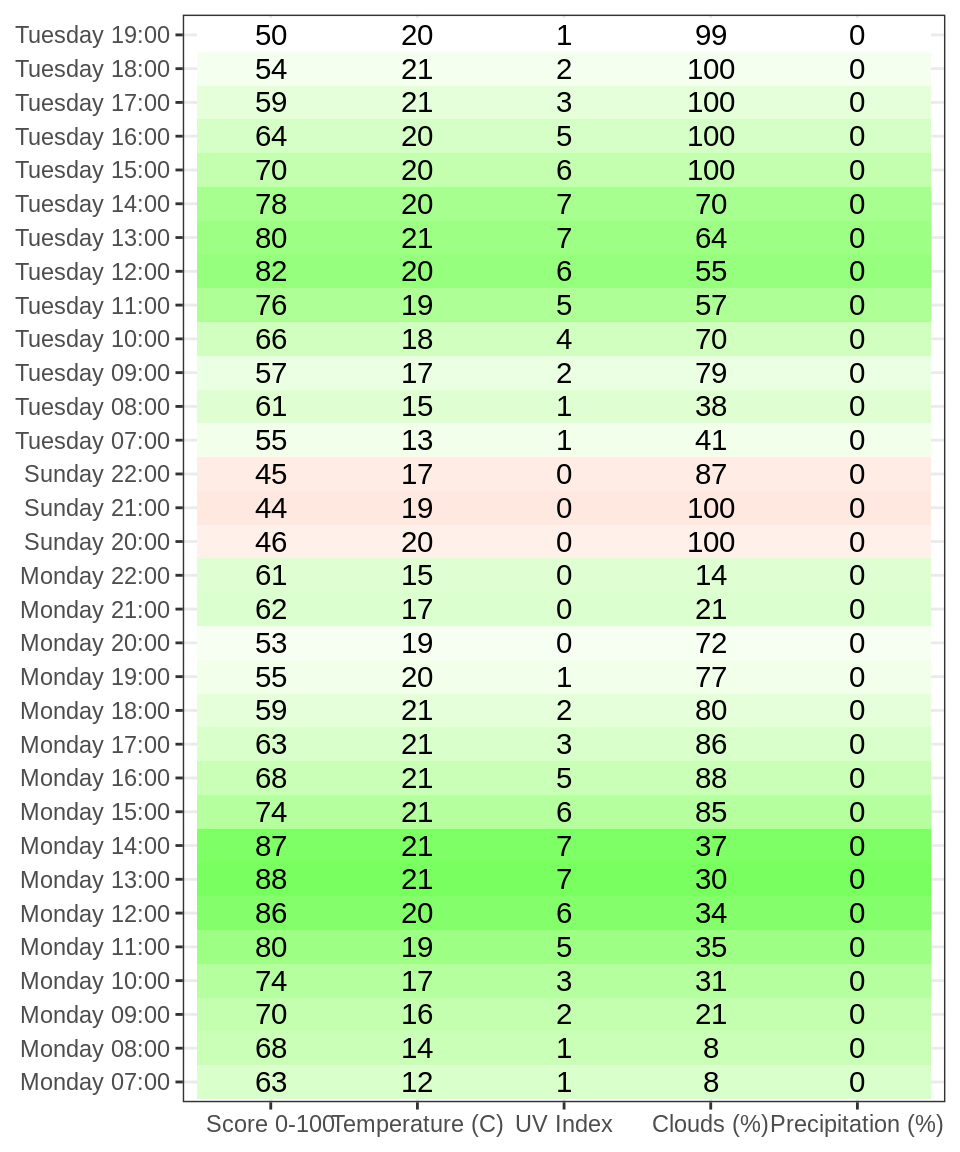 Tuesday 19:00 50 20 1 99 0
Tuesday 18:00 54 21 2 100 0
Tuesday 17:00 59 21 3 100 0
Tuesday 16:00 64 20 5 100 0
Tuesday 15:00 70 20 6 100 0
Tuesday 14:00 78 20 7 70 0
Tuesday 13:00 80 21 7 64 0
Tuesday 12:00 82 20 6 55 0
Tuesday 11:00 76 19 5 57 0
Tuesday 10:00 66 18 4 70 0
Tuesday 09:00 57 17 2 79 0
Tuesday 08:00 61 15 1 38 0
Tuesday 07:00 55 13 1 41 0
Sunday 22:00 45 17 0 87 0
Sunday 21:00 44 19 0 100 0
Sunday 20:00 46 20 0 100 0
Monday 22:00 61 15 0 14 0
Monday 21:00 62 17 0 21 0
Monday 20:00 53 19 0 72 0
Monday 19:00 55 20 1 77 0
Monday 18:00 59 21 2 80 0
Monday 17:00 63 21 3 86 0
Monday 16:00 68 21 5 88 0
Monday 15:00 74 21 6 85 0
Monday 14:00 87 21 7 37 0
Monday 13:00 88 21 7 30 0
Monday 12:00 86 20 6 34 0
Monday 11:00 80 19 5 35 0
Monday 10:00 74 17 3 31 0
Monday 09:00 70 16 2 21 0
Monday 08:00 68 14 1 8 0
Monday 07:00 63 12 1 8 0
Score 0-100 Temperature (C) UV Index Clouds (%) Precipitation (%)